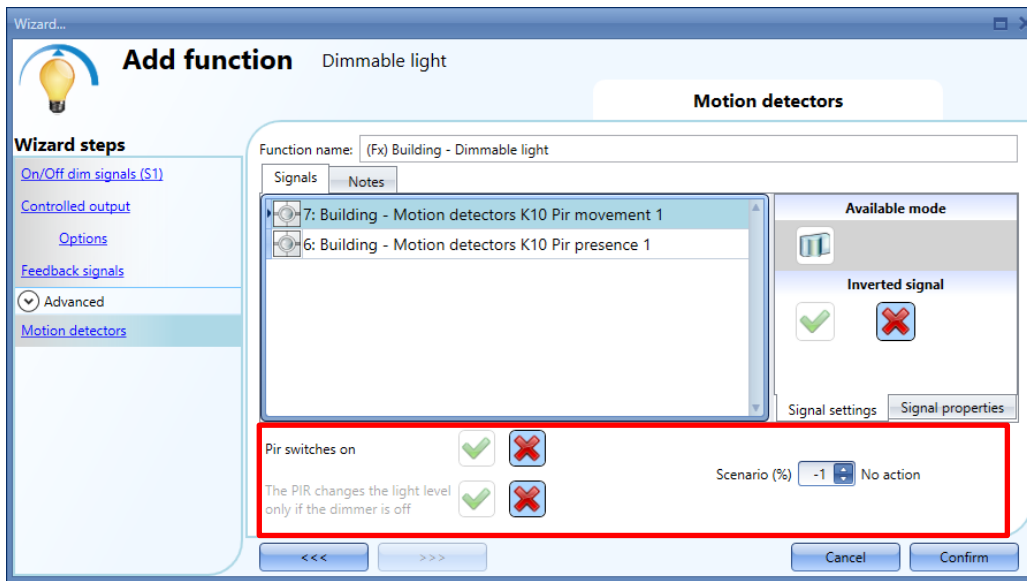 Wizard...
Add function Dimmable light
Motion detectors
Wizard steps
On/Off dim signals (S1)
Controlled output
Options
Feedback signals
Advanced
Motion detectors
Function name: (Fx) Building - Dimmable light
Signals Notes
7: Building - Motion detectors K10 Pir movement 1
6: Building - Motion detectors K10 Pir presence 1
Available mode
Inverted signal
Signal settings Signal properties
Pir switches on
Scenario (%) -1 No action
The PIR changes the light level
only if the dimmer is off
<<< >>> Cancel Confirm